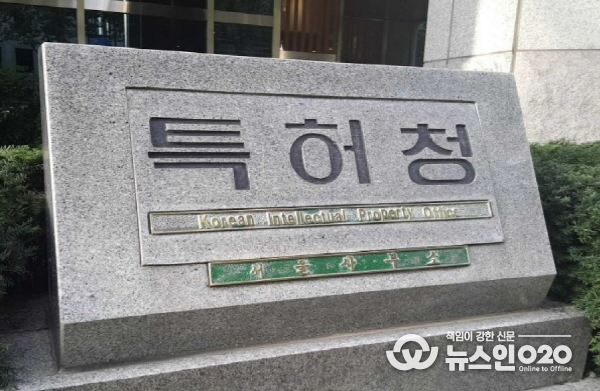 특허청
Korean Intellectual Property Office
서울사무소
책임이 강한 신문
뉴스인020
Online to Offline